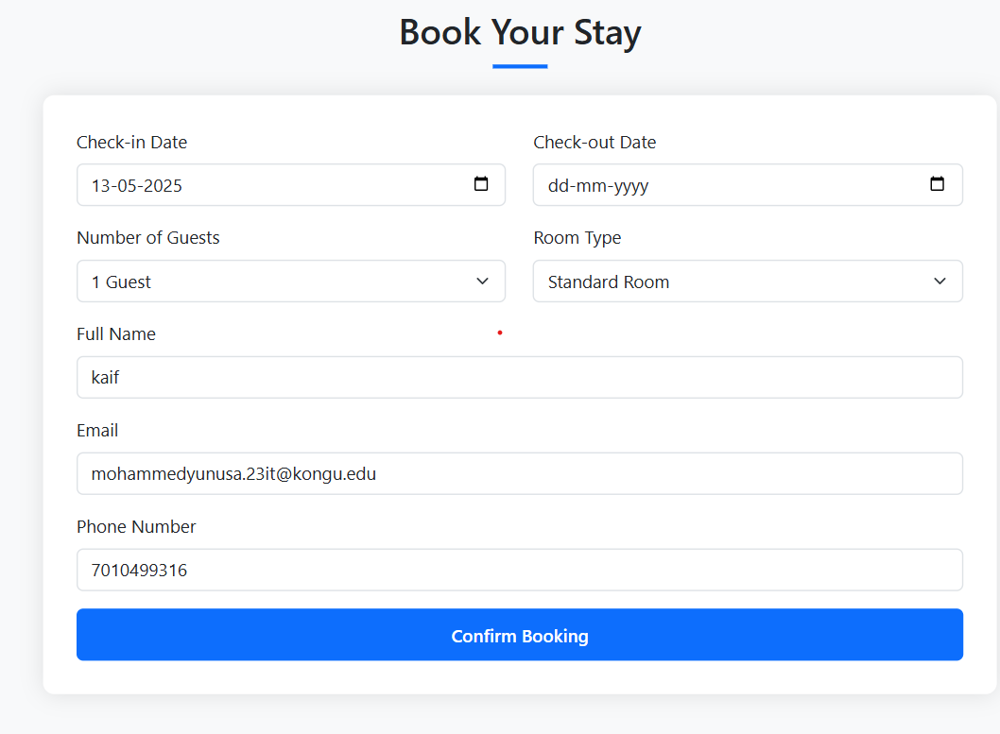 Book Your Stay
Check-in Date
Check-out Date
13-05-2025
dd-mm-yyyy
Number of Guests
Room Type
1 Guest
Standard Room
Full Name
kaif
Email
mohammedyunusa.23it@kongu.edu
Phone Number
7010499316
Confirm Booking